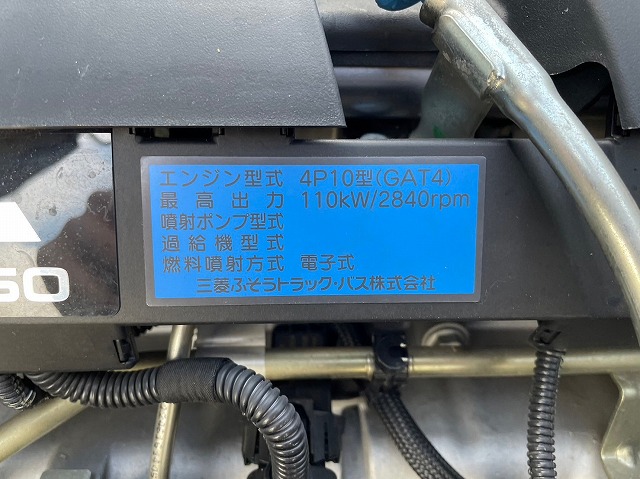 エンジン型式 4P10型(GAT4)
最高出力 110kW/2840rpm
噴射ポンプ型式
過給機型式
燃料噴射方式 電子式
三菱ふそうトラック・バス株式会社
50